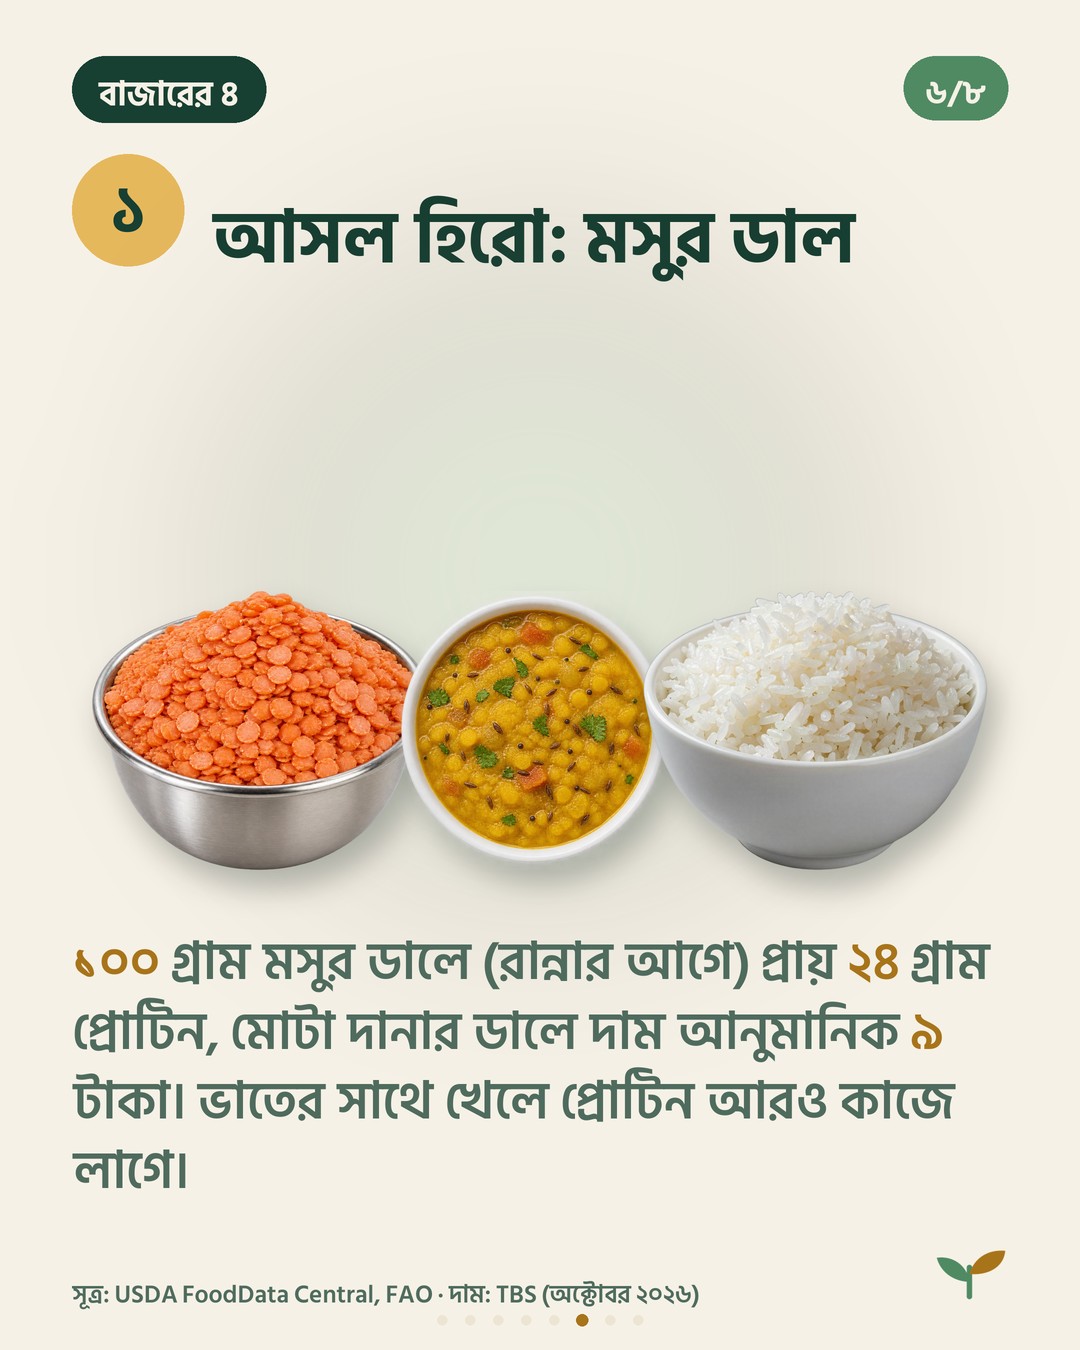 বাজারের ৪
৬/৮
১
আসল হিরো: মসুর ডাল
১০০ গ্রাম মসুর ডালে (রান্নার আগে) প্রায় ২৪ গ্রাম
প্রোটিন, মোটা দানার ডালে দাম আনুমানিক ৯
টাকা। ভাতের সাথে খেলে প্রোটিন আরও কাজে
লাগে।
সূত্র: USDA FoodData Central, FAO · দাম: TBS (অক্টোবর ২০২৬)